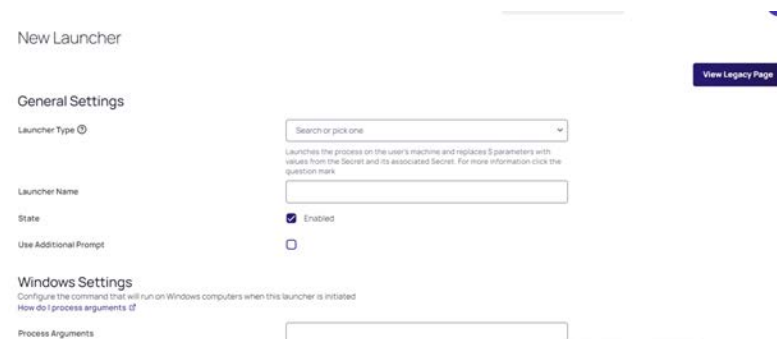 New Launcher
View Legacy Page
General Settings
Launcher Type
Search or pick one
Launches the process on the user's machine and replaces $ parameters with
values from the Secret and its associated Secret. For more information click the
question mark
Launcher Name
State
Enabled
Use Additional Prompt
Windows Settings
Configure the command that will run on Windows computers when this launcher is initiated
How do I process arguments
Process Arguments